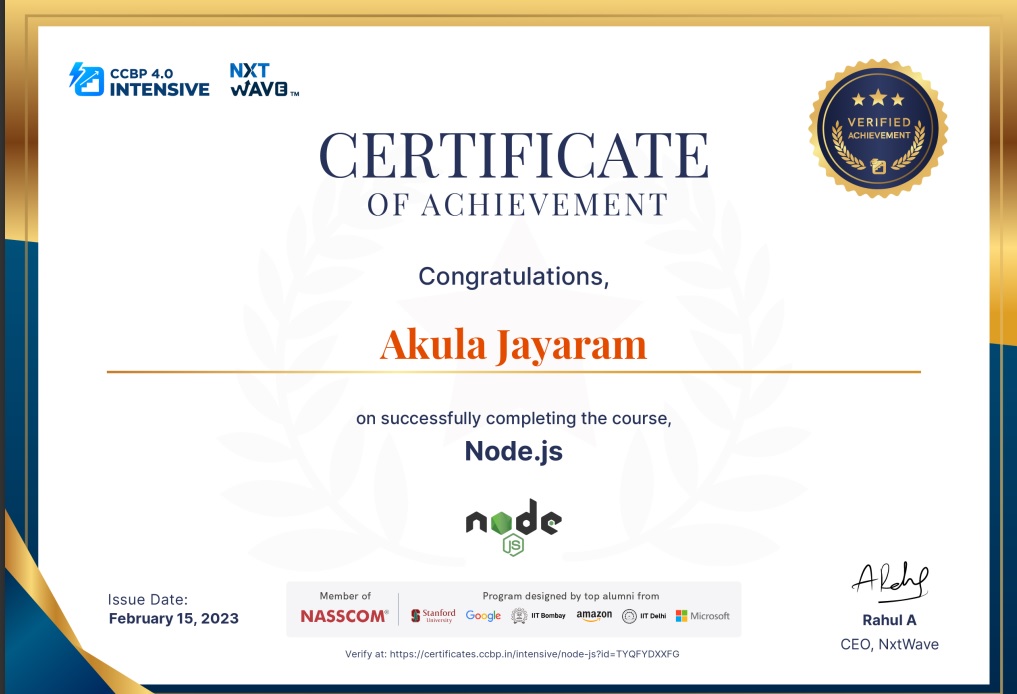 CCBP 4.0
INTENSIVE
NXT
WAVE™
VERIFIED
ACHIEVEMENT
CERTIFICATE
OF ACHIEVEMENT
Congratulations,
Akula Jayaram
on successfully completing the course,
Node.js
node
JS
Issue Date:
February 15, 2023
Member of
NASSCOM®
Program designed by top alumni from
Stanford
University
Google
IIT Bombay
amazon
IIT Delhi
Microsoft
Rahul A
CEO, NxtWave
Verify at: https://certificates.ccbp.in/intensive/node-js?id=TYQFYDXXFG